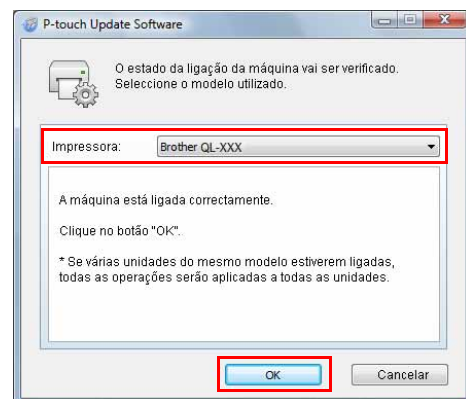 P-touch Update Software
O estado da ligação da máquina vai ser verificado.
Seleccione o modelo utilizado.
Impressora: Brother QL-XXX
A máquina está ligada correctamente.
Clique no botão "OK".
* Se várias unidades do mesmo modelo estiverem ligadas,
todas as operações serão aplicadas a todas as unidades.
OK Cancelar